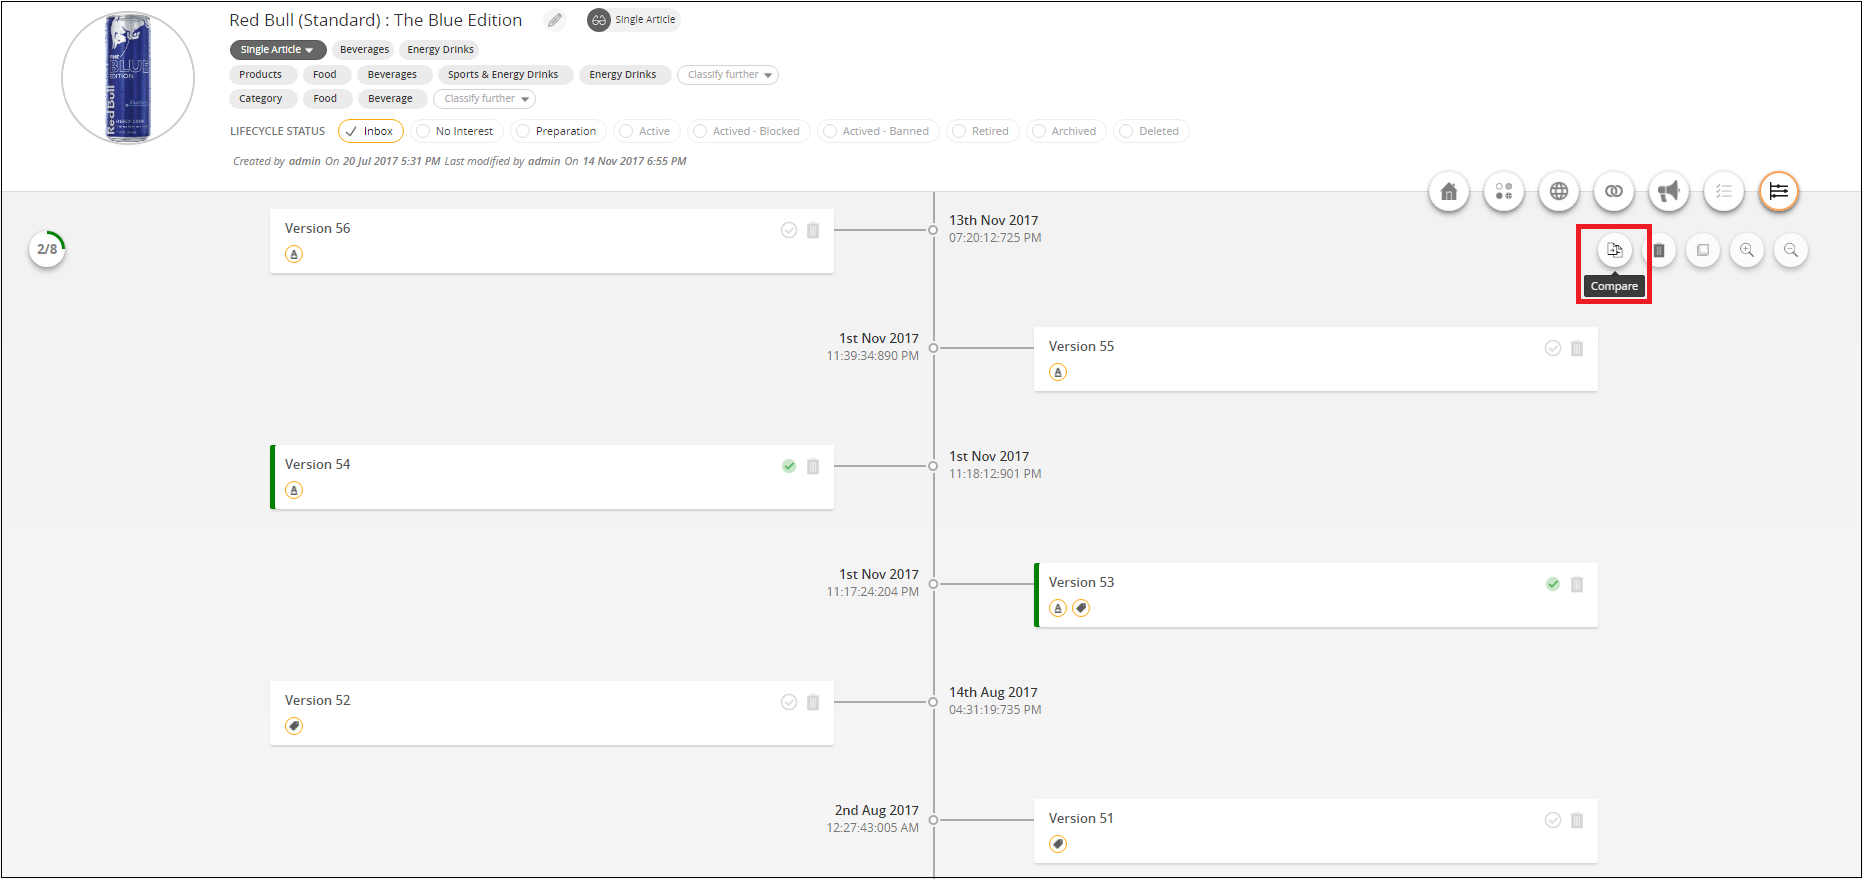 Red Bull (Standard) : The Blue Edition
Single Article
Single Article Beverages Energy Drinks
Products Food Beverages Sports & Energy Drinks Energy Drinks Classify further
Category Food Beverage Classify further
LIFECYCLE STATUS Inbox No Interest Preparation Active Actived - Blocked Actived - Banned Retired Archived Deleted
Created by admin On 20 Jul 2017 5:31 PM Last modified by admin On 14 Nov 2017 6:55 PM
THE
BLUE
EDITION
Red Bull
2/8
Compare
Version 56
13th Nov 2017
07:20:12:725 PM
1st Nov 2017
11:39:34:890 PM
Version 55
Version 54
1st Nov 2017
11:18:12:901 PM
1st Nov 2017
11:17:24:204 PM
Version 53
Version 52
14th Aug 2017
04:31:19:735 PM
2nd Aug 2017
12:27:43:005 AM
Version 51